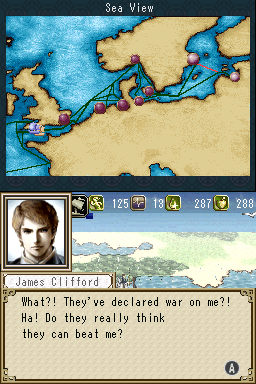 Sea View
125 13 287 288
James Clifford
What?! They've declared war on me?!
Ha! Do they really think
they can beat me?
A